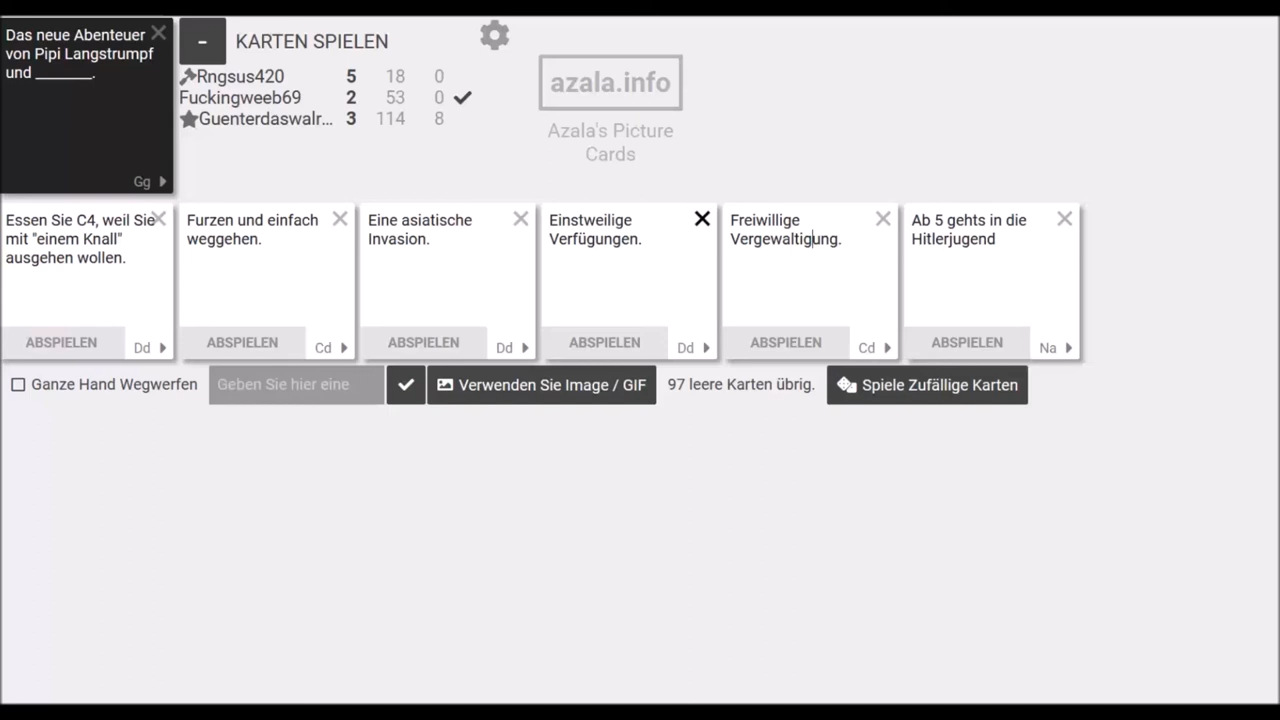 Das neue Abenteuer
von Pipi Langstrumpf
und _______.
Gg
-
KARTEN SPIELEN
Rngsus420 5 18 0
Fuckingweeb69 2 53 0
Guenterdaswalr... 3 114 8
azala.info
Azala's Picture
Cards
Essen Sie C4, weil Sie
mit "einem Knall"
ausgehen wollen.
ABSPIELEN
Dd
Furzen und einfach
weggehen.
ABSPIELEN
Cd
Eine asiatische
Invasion.
ABSPIELEN
Dd
Einstweilige
Verfügungen.
ABSPIELEN
Dd
Freiwillige
Vergewaltigung.
ABSPIELEN
Cd
Ab 5 gehts in die
Hitlerjugend
ABSPIELEN
Na
Ganze Hand Wegwerfen
Geben Sie hier eine
Verwenden Sie Image / GIF
97 leere Karten übrig.
Spiele Zufällige Karten